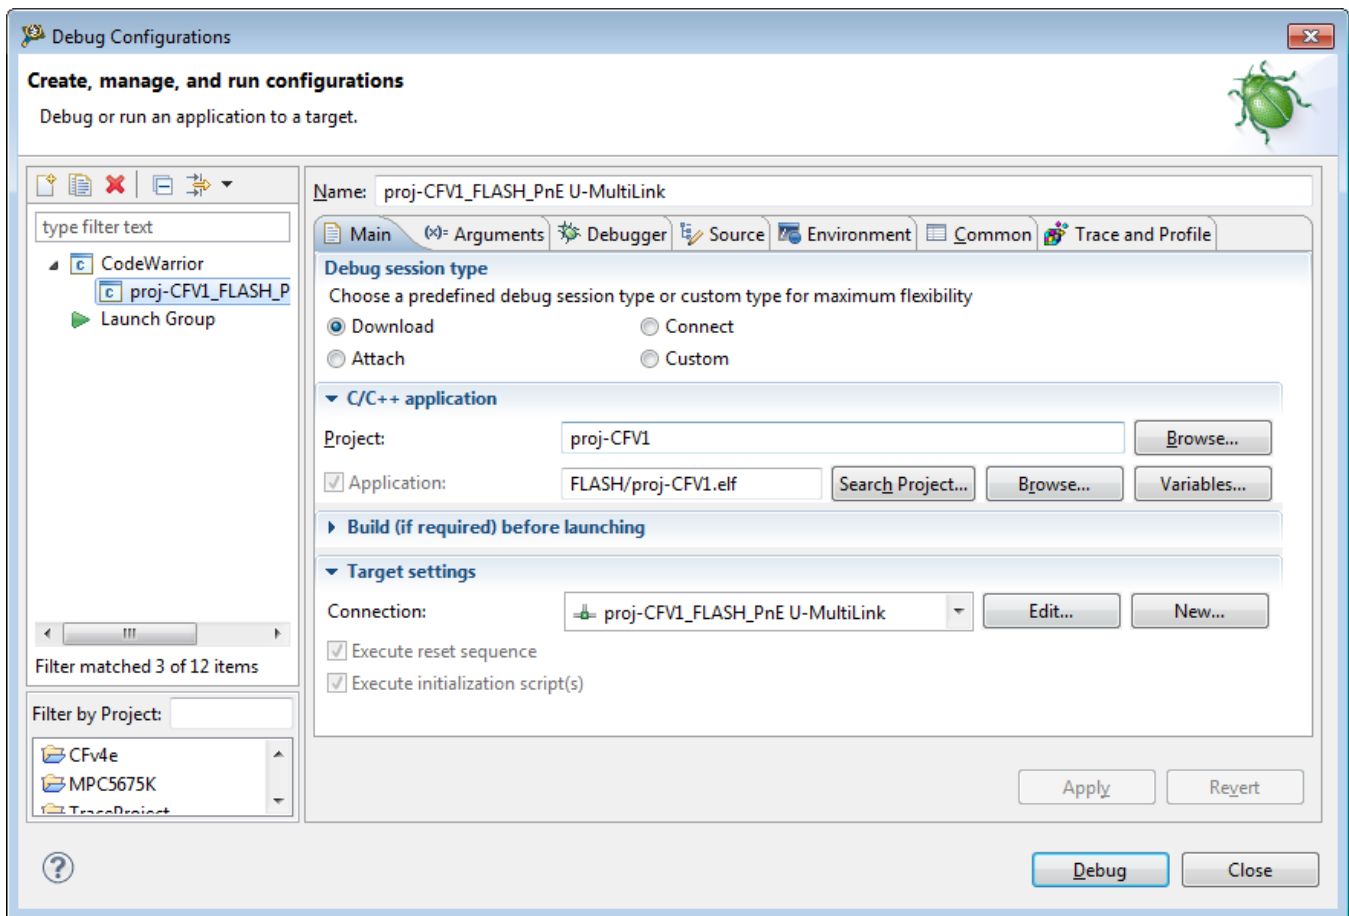 Debug Configurations
Create, manage, and run configurations
Debug or run an application to a target.
type filter text
CodeWarrior
proj-CFV1_FLASH_P
Launch Group
Filter matched 3 of 12 items
Filter by Project:
CFv4e
MPC5675K
TraceProject
Name: proj-CFV1_FLASH_PnE U-MultiLink
Main (x)= Arguments Debugger Source Environment Common Trace and Profile
Debug session type
Choose a predefined debug session type or custom type for maximum flexibility
Download Connect
Attach Custom
C/C++ application
Project: proj-CFV1 Browse...
Application: FLASH/proj-CFV1.elf Search Project... Browse... Variables...
Build (if required) before launching
Target settings
Connection: proj-CFV1_FLASH_PnE U-MultiLink Edit... New...
Execute reset sequence
Execute initialization script(s)
Apply Revert
Debug Close